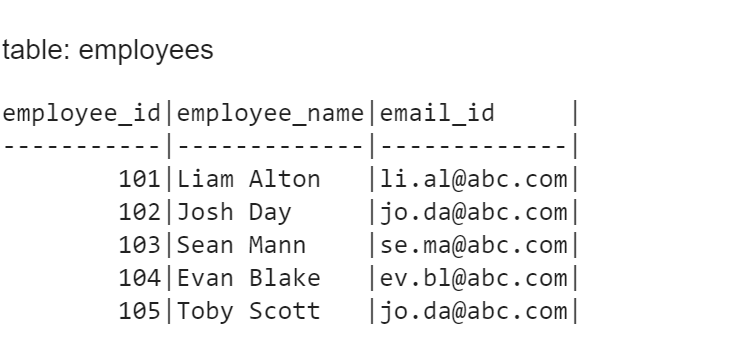 table: employees
employee_id|employee_name|email_id     |
-----------|-------------|-------------|
        101|Liam Alton   |li.al@abc.com|
        102|Josh Day     |jo.da@abc.com|
        103|Sean Mann    |se.ma@abc.com|
        104|Evan Blake   |ev.bl@abc.com|
        105|Toby Scott   |jo.da@abc.com|